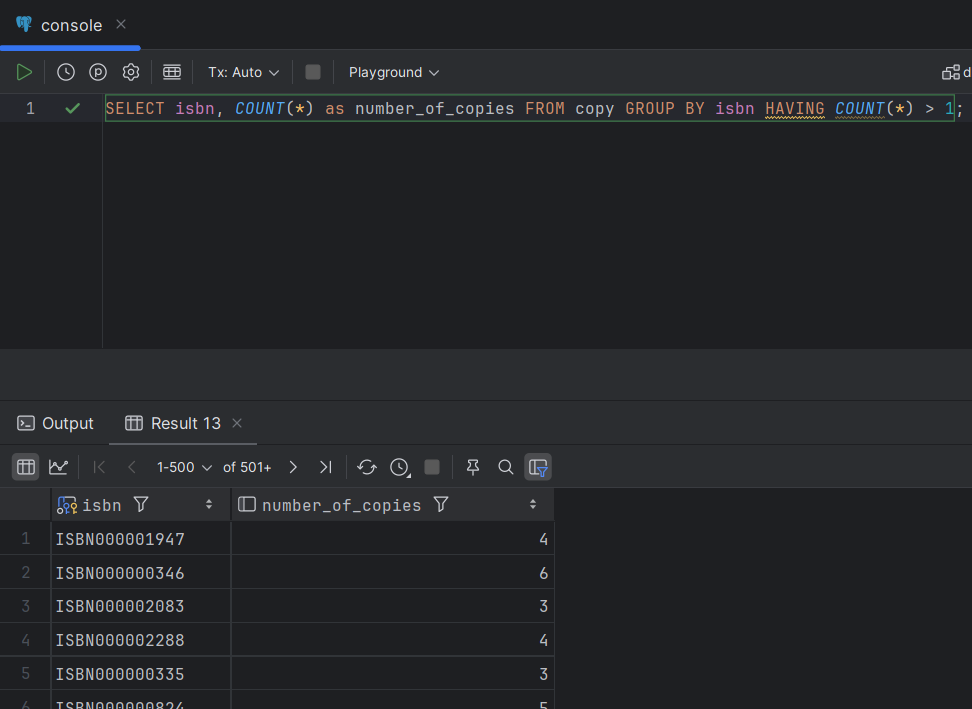 console
Tx: Auto Playground d
1 SELECT isbn, COUNT(*) as number_of_copies FROM copy GROUP BY isbn HAVING COUNT(*) > 1;
Output Result 13
1-500 of 501+
isbn number_of_copies
1 ISBN000001947 4
2 ISBN000000346 6
3 ISBN000002083 3
4 ISBN000002288 4
5 ISBN000000335 3
6 ISBN000000824 5